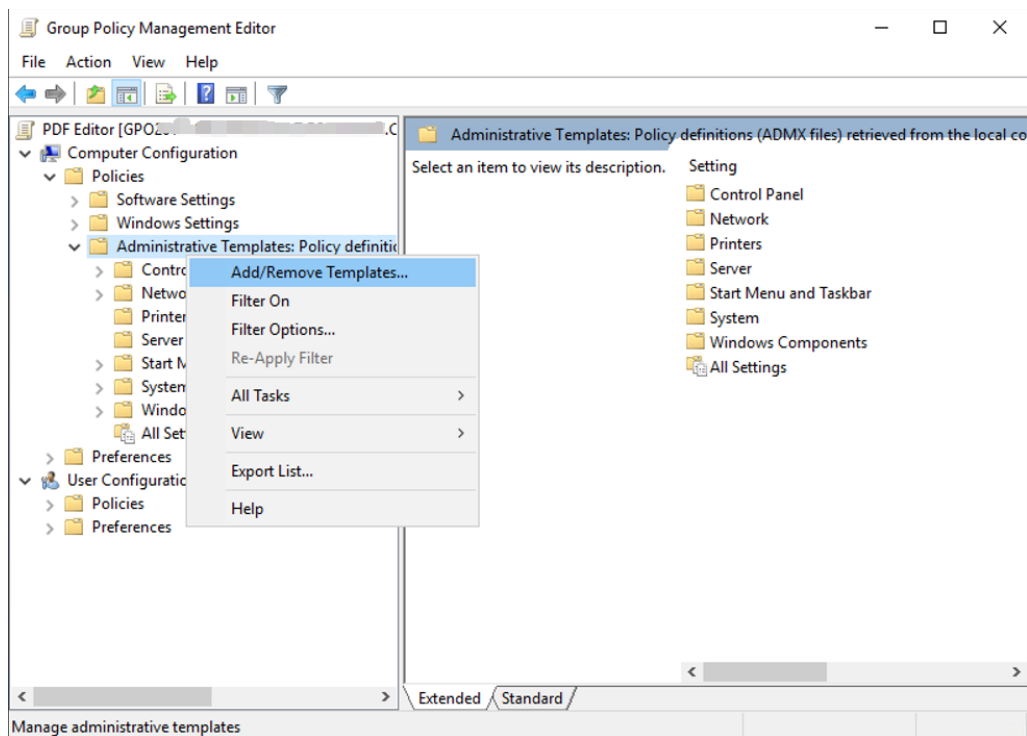 Group Policy Management Editor
File Action View Help
PDF Editor [GPO2 .C
Computer Configuration
Policies
Software Settings
Windows Settings
Administrative Templates: Policy definitic
Contro
Netwo
Printer
Server
Start M
System
Windo
All Set
Preferences
User Configuratio
Policies
Preferences
Add/Remove Templates...
Filter On
Filter Options...
Re-Apply Filter
All Tasks
View
Export List...
Help
Administrative Templates: Policy definitions (ADMX files) retrieved from the local co
Select an item to view its description.
Setting
Control Panel
Network
Printers
Server
Start Menu and Taskbar
System
Windows Components
All Settings
Extended Standard
Manage administrative templates